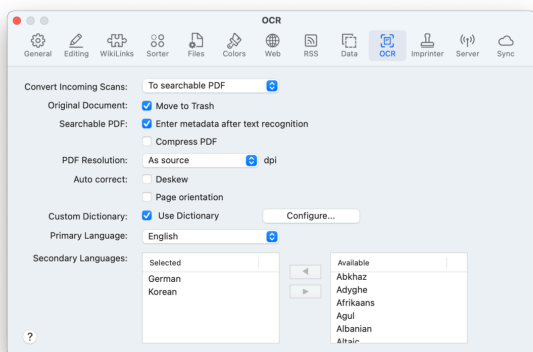 OCR
General Editing WikiLinks Sorter Files Colors Web RSS Data OCR Imprinter Server Sync
Convert Incoming Scans: To searchable PDF
Original Document: Move to Trash
Searchable PDF: Enter metadata after text recognition
Compress PDF
PDF Resolution: As source dpi
Auto correct: Deskew
Page orientation
Custom Dictionary: Use Dictionary Configure...
Primary Language: English
Secondary Languages:
Selected
German
Korean
Available
Abkhaz
Adyghe
Afrikaans
Agul
Albanian
Altaic
?